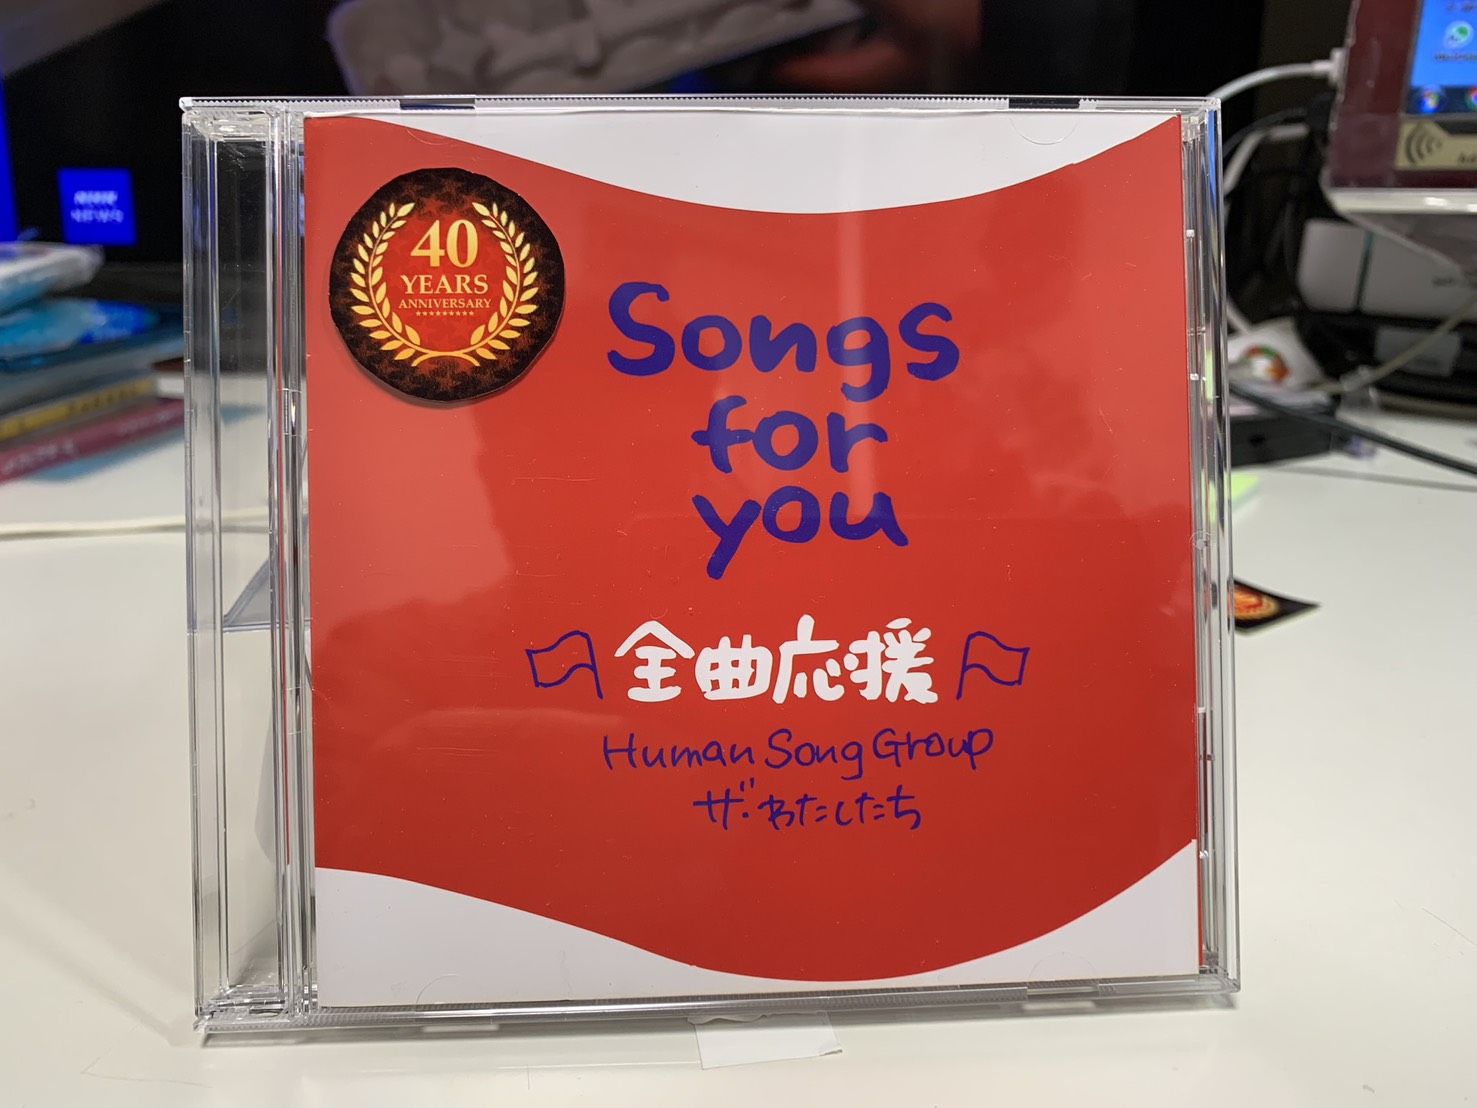 40
YEARS
ANNIVERSARY
Songs
for
you
全曲応援
Human Song Group
ザ・わたしたち
NEWS